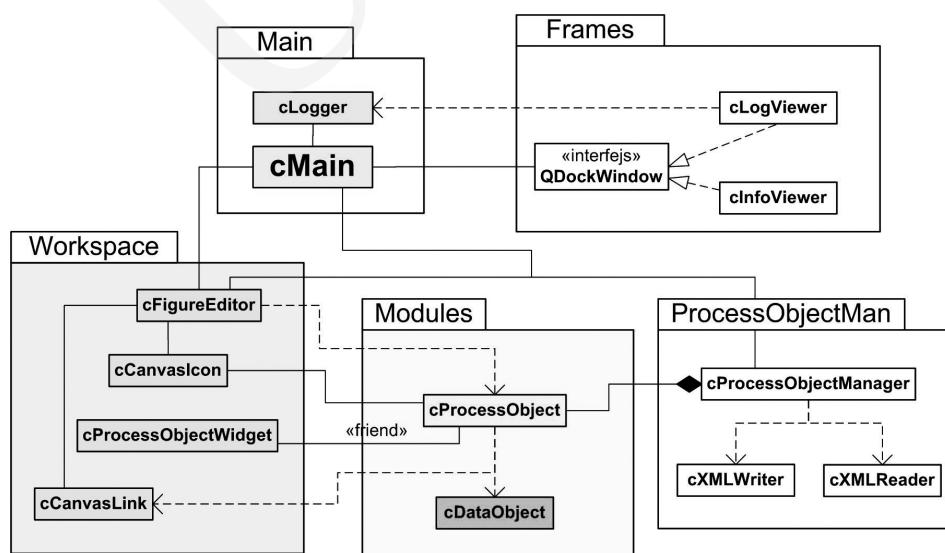 Main
Frames
cLogger
cLogViewer
cMain
«interfejs»
QDockWindow
cInfoViewer
Workspace
cFigureEditor
Modules
ProcessObjectMan
cCanvasIcon
cProcessObject
cProcessObjectManager
cProcessObjectWidget
«friend»
cXMLWriter
cXMLReader
cCanvasLink
cDataObject